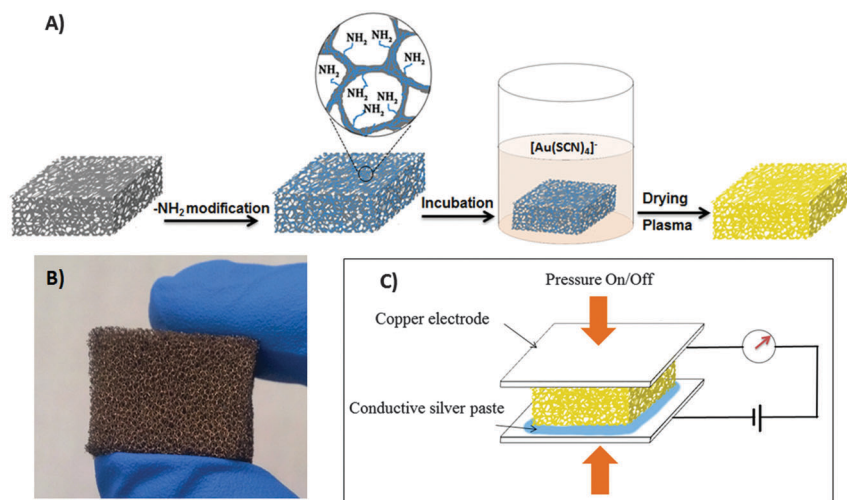 A)
NH2
NH2
NH2
NH2
NH2
NH2
NH2
NH2
-NH2 modification
Incubation
[Au(SCN)4]-
Drying
Plasma
B)
C)
Pressure On/Off
Copper electrode
Conductive silver paste